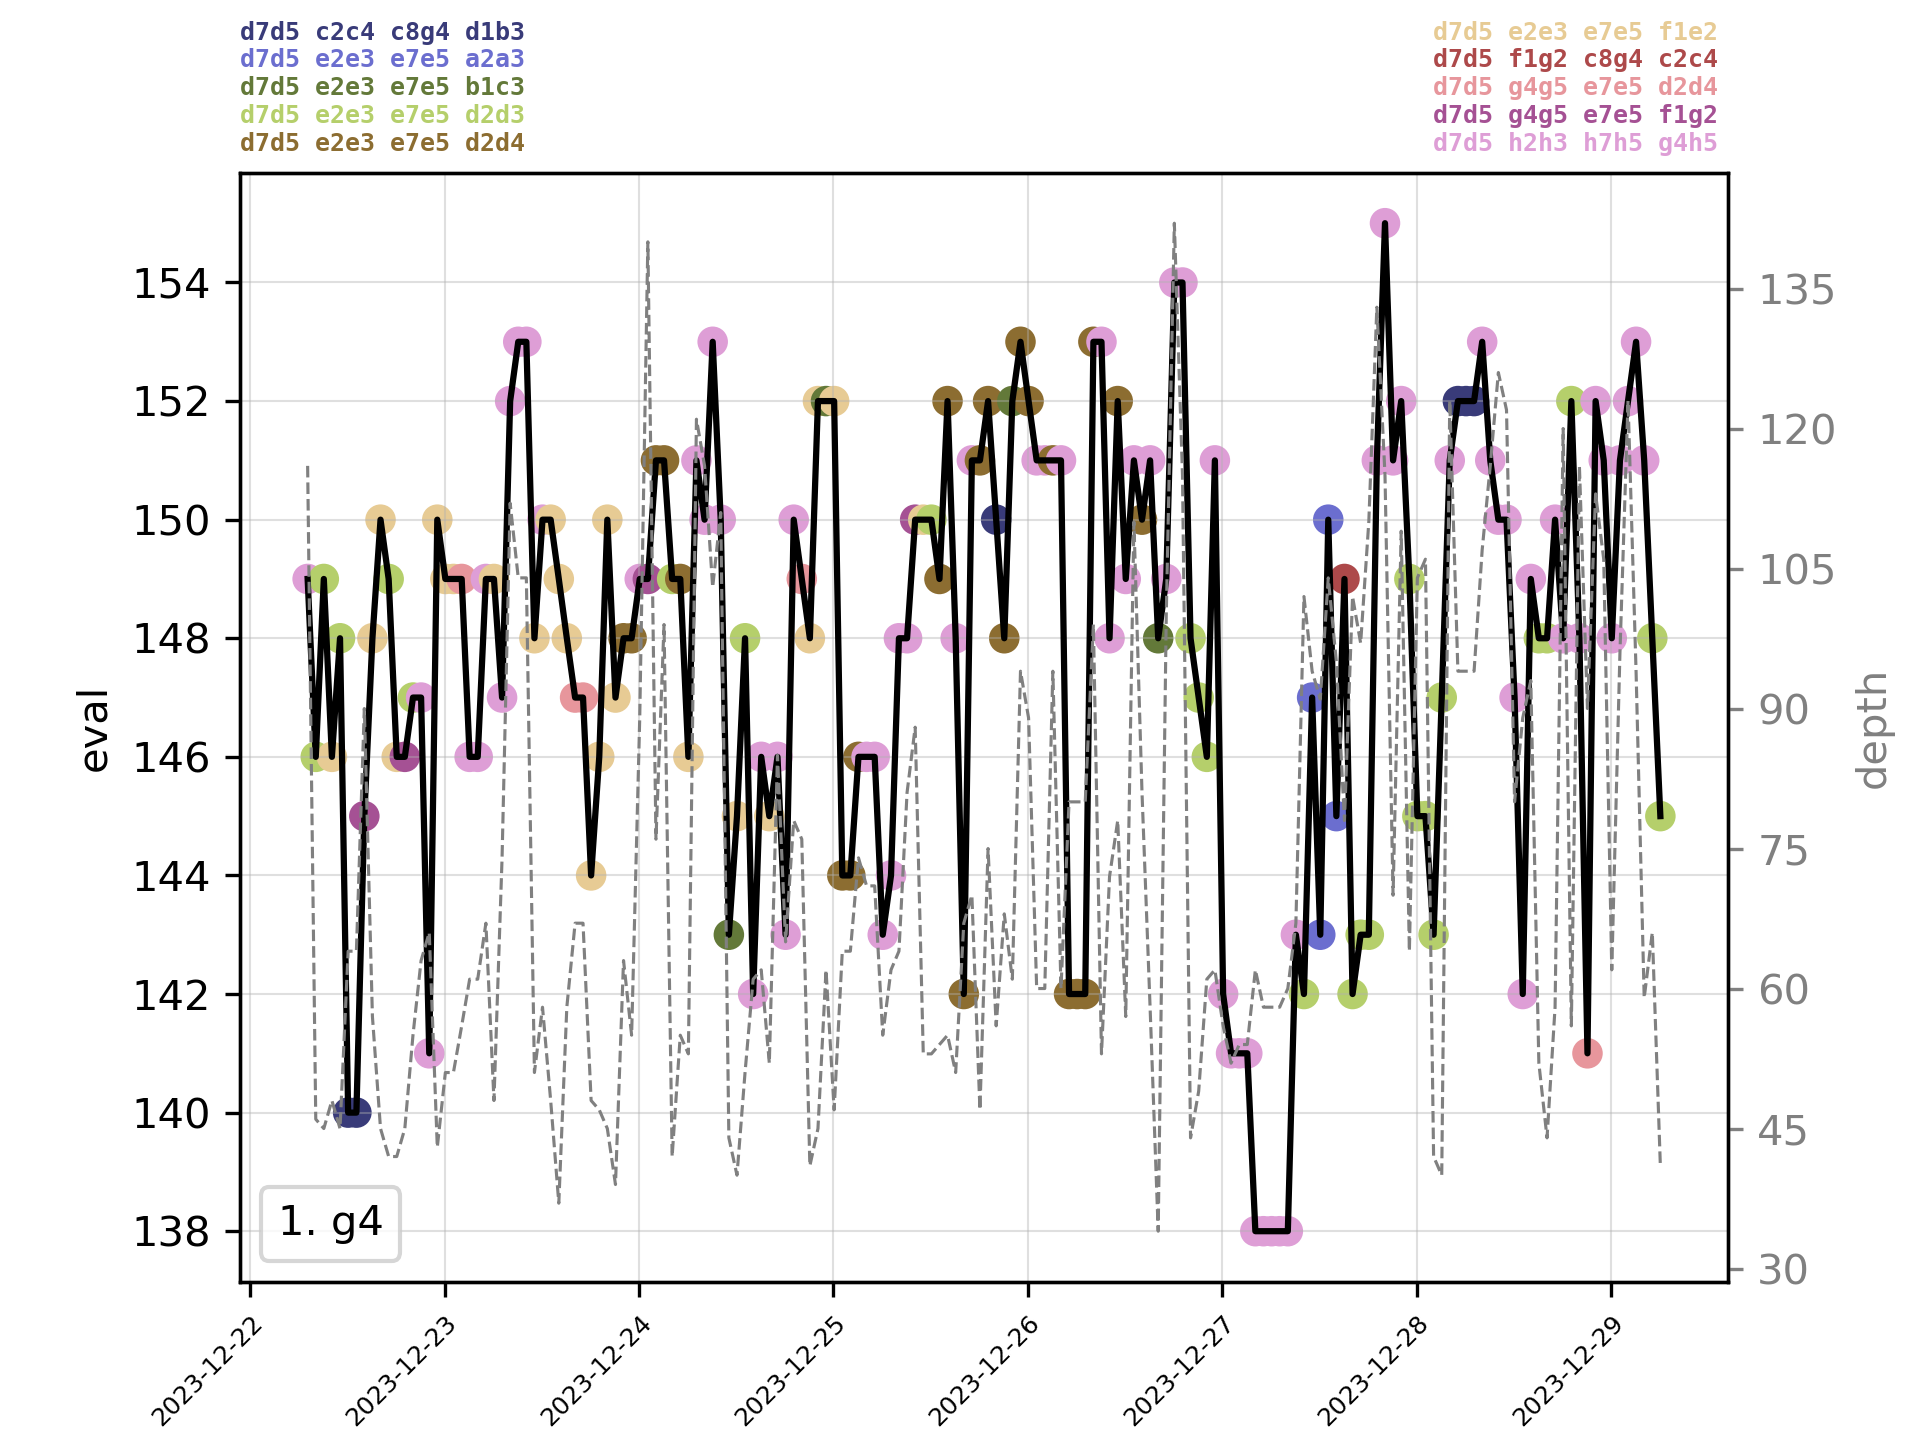 d7d5 c2c4 c8g4 d1b3
d7d5 e2e3 e7e5 a2a3
d7d5 e2e3 e7e5 b1c3
d7d5 e2e3 e7e5 d2d3
d7d5 e2e3 e7e5 d2d4
d7d5 e2e3 e7e5 f1e2
d7d5 f1g2 c8g4 c2c4
d7d5 g4g5 e7e5 d2d4
d7d5 g4g5 e7e5 f1g2
d7d5 h2h3 h7h5 g4h5
eval
154
152
150
148
146
144
142
140
138
1. g4
135
120
105
90
75
60
45
30
depth
2023-12-22
2023-12-23
2023-12-24
2023-12-25
2023-12-26
2023-12-27
2023-12-28
2023-12-29